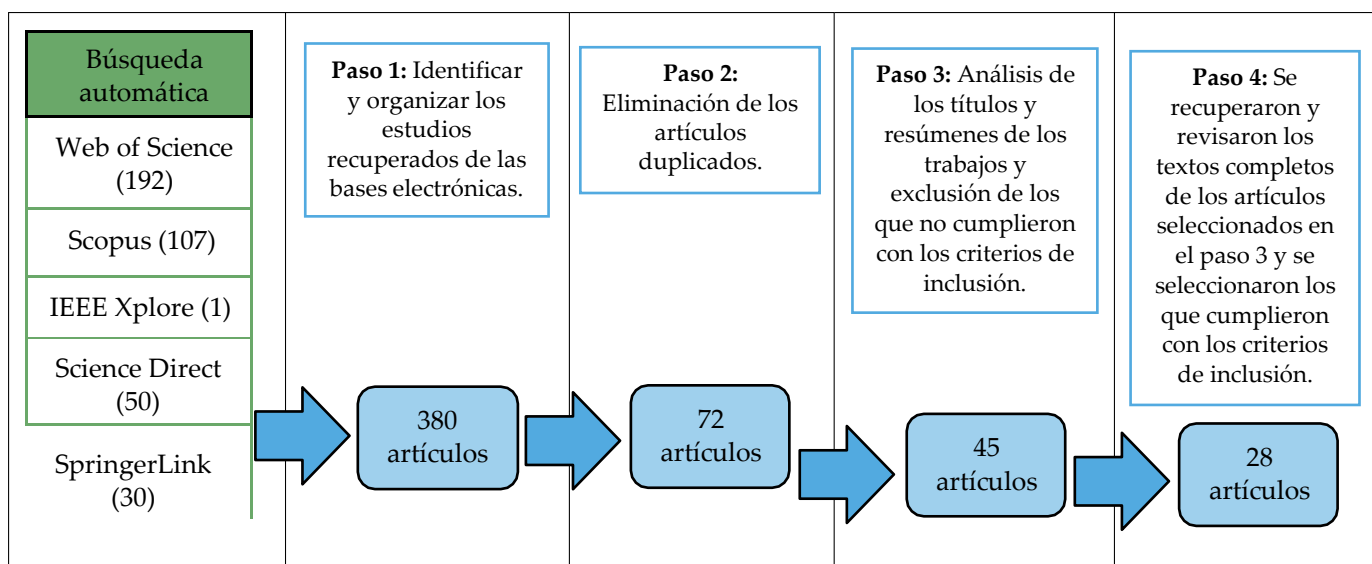 Búsqueda
automática
Web of Science
(192)
Scopus (107)
IEEE Xplore (1)
Science Direct
(50)
SpringerLink
(30)
Paso 1: Identificar
y organizar los
estudios
recuperados de las
bases electrónicas.
380
artículos
Paso 2:
Eliminación de los
artículos
duplicados.
72
artículos
Paso 3: Análisis de
los títulos y
resúmenes de los
trabajos y
exclusión de los
que no cumplieron
con los criterios de
inclusión.
45
artículos
Paso 4: Se
recuperaron y
revisaron los
textos completos
de los artículos
seleccionados en
el paso 3 y se
seleccionaron los
que cumplieron
con los criterios
de inclusión.
28
artículos